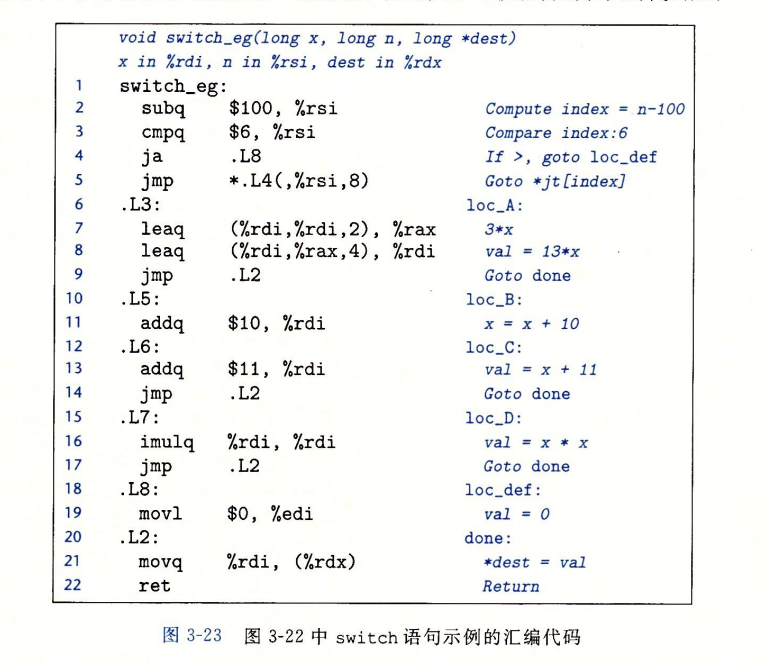 void switch_eg(long x, long n, long *dest)
x in %rdi, n in %rsi, dest in %rdx
1 switch_eg:
2 subq $100, %rsi Compute index = n-100
3 cmpq $6, %rsi Compare index:6
4 ja .L8 If >, goto loc_def
5 jmp *.L4(,%rsi,8) Goto *jt[index]
6 .L3: loc_A:
7 leaq (%rdi,%rdi,2), %rax 3*x
8 leaq (%rdi,%rax,4), %rdi val = 13*x
9 jmp .L2 Goto done
10 .L5: loc_B:
11 addq $10, %rdi x = x + 10
12 .L6: loc_C:
13 addq $11, %rdi val = x + 11
14 jmp .L2 Goto done
15 .L7: loc_D:
16 imulq %rdi, %rdi val = x * x
17 jmp .L2 Goto done
18 .L8: loc_def:
19 movl $0, %edi val = 0
20 .L2: done:
21 movq %rdi, (%rdx) *dest = val
22 ret Return
图 3-23 图 3-22 中 switch 语句示例的汇编代码